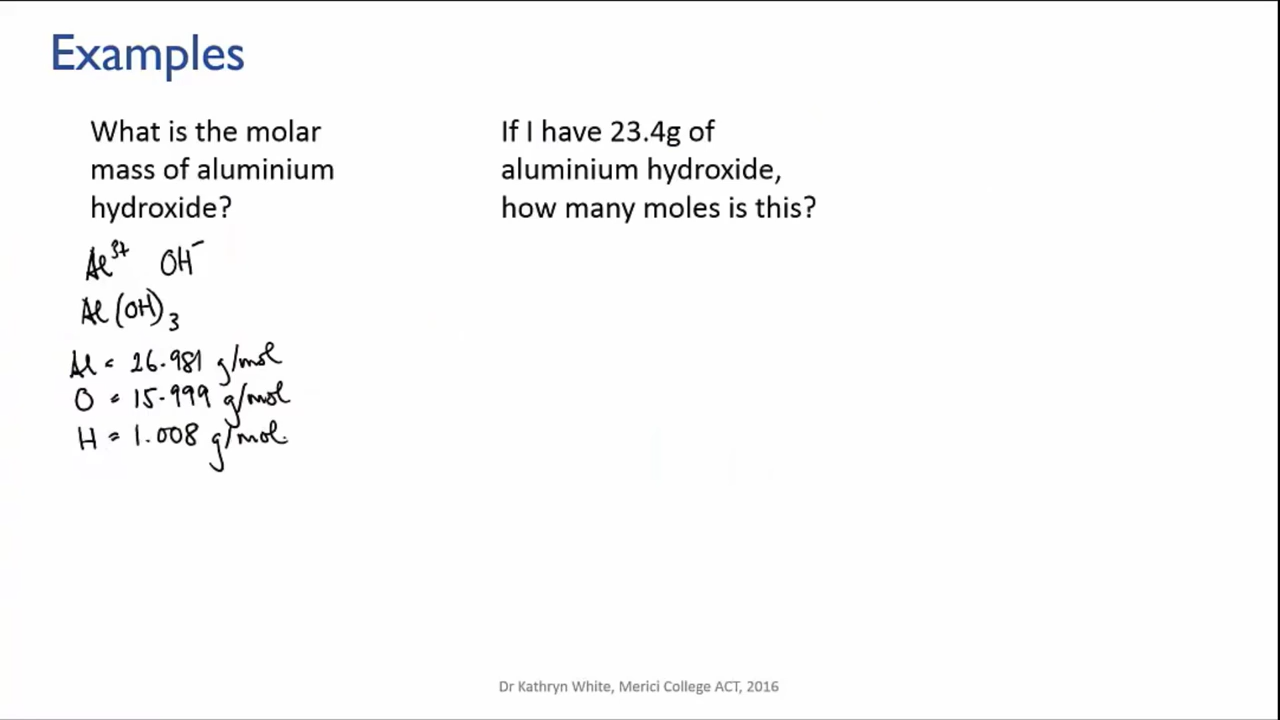 Examples
What is the molar
mass of aluminium
hydroxide?
Al³⁺ OH⁻
Al(OH)₃
Al = 26.981 g/mol
O = 15.999 g/mol
H = 1.008 g/mol.
If I have 23.4g of
aluminium hydroxide,
how many moles is this?
Dr Kathryn White, Merici College ACT, 2016